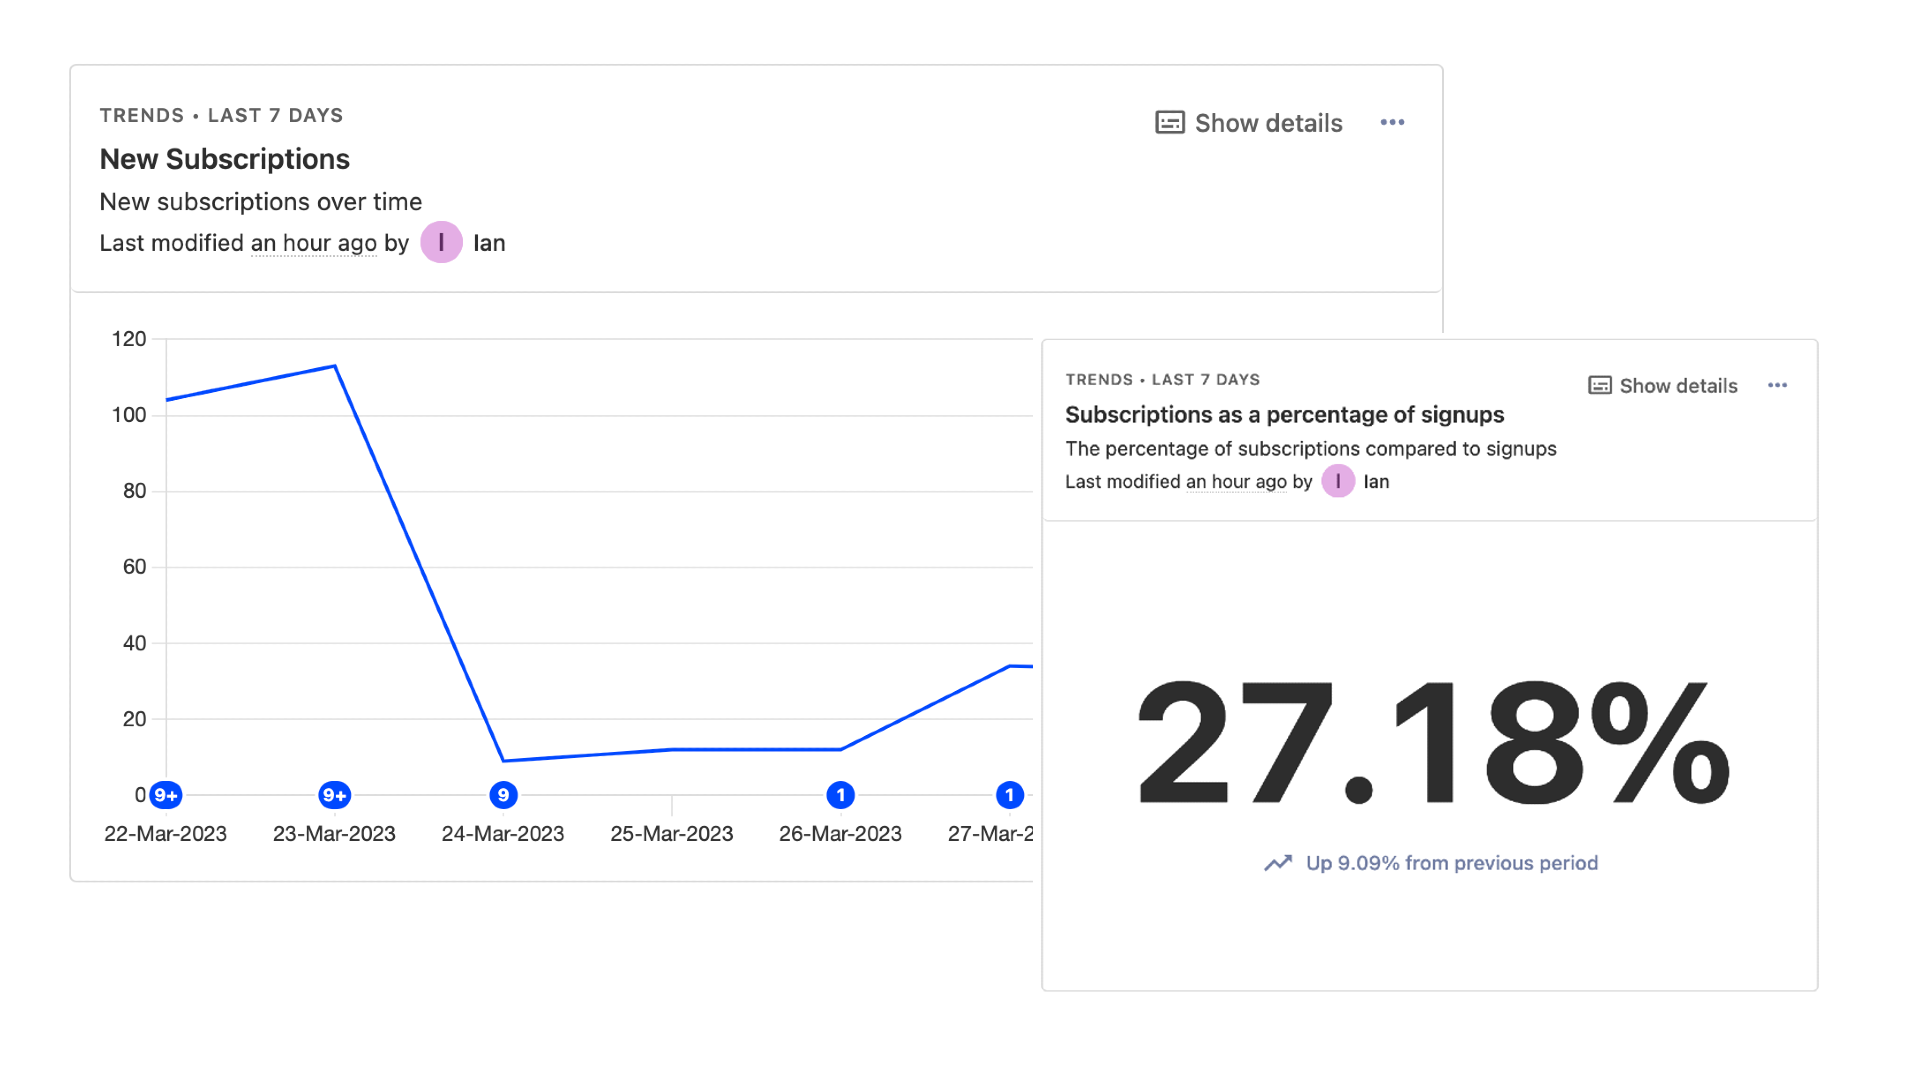 TRENDS • LAST 7 DAYS
Show details
New Subscriptions
New subscriptions over time
Last modified an hour ago by I Ian
120
100
80
60
40
20
0
9+ 9+ 9 1 1
22-Mar-2023 23-Mar-2023 24-Mar-2023 25-Mar-2023 26-Mar-2023 27-Mar-2
TRENDS • LAST 7 DAYS
Show details
Subscriptions as a percentage of signups
The percentage of subscriptions compared to signups
Last modified an hour ago by I Ian
27.18%
Up 9.09% from previous period